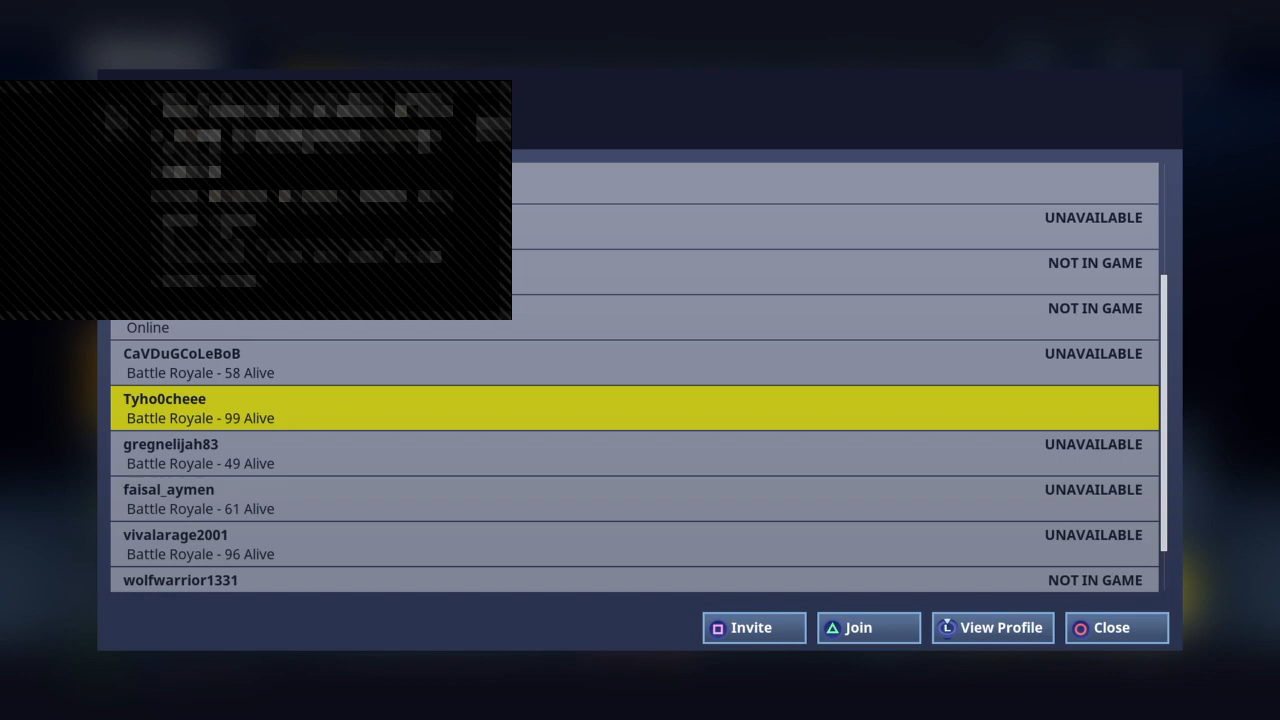 UNAVAILABLE
NOT IN GAME
NOT IN GAME
Online
CaVDuGCoLeBoB
UNAVAILABLE
Battle Royale - 58 Alive
Tyho0cheee
Battle Royale - 99 Alive
gregnelijah83
UNAVAILABLE
Battle Royale - 49 Alive
faisal_aymen
UNAVAILABLE
Battle Royale - 61 Alive
vivalarage2001
UNAVAILABLE
Battle Royale - 96 Alive
wolfwarrior1331
NOT IN GAME
Invite
Join
L View Profile
Close